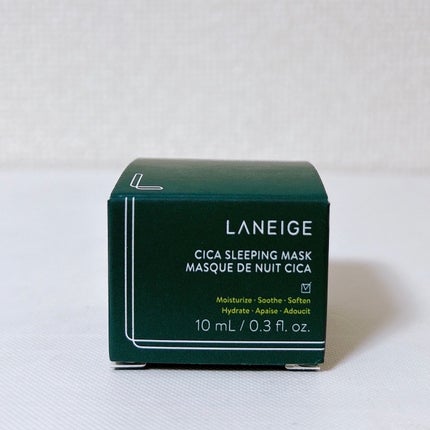 LANEIGE
CICA SLEEPING MASK
MASQUE DE NUIT CICA
Moisturize · Soothe · Soften
Hydrate · Apaise · Adoucit
10 mL / 0.3 fl. oz.